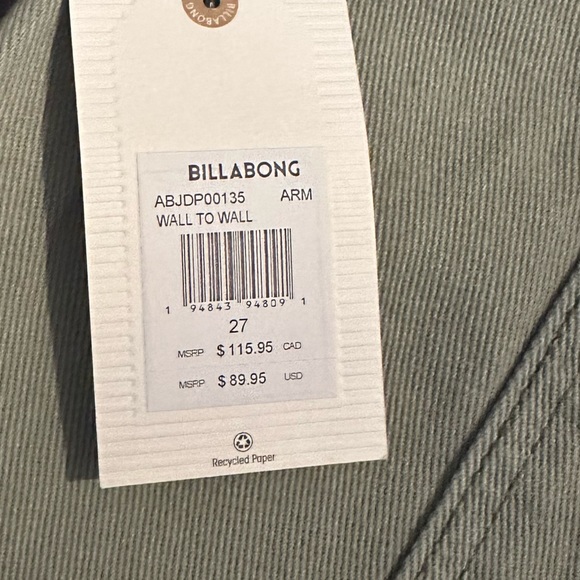 BILLABONG
BILLABONG
ABJDP00135 ARM
WALL TO WALL
1 94843 94809 1
27
MSRP $115.95 CAD
MSRP $89.95 USD
Recycled Paper